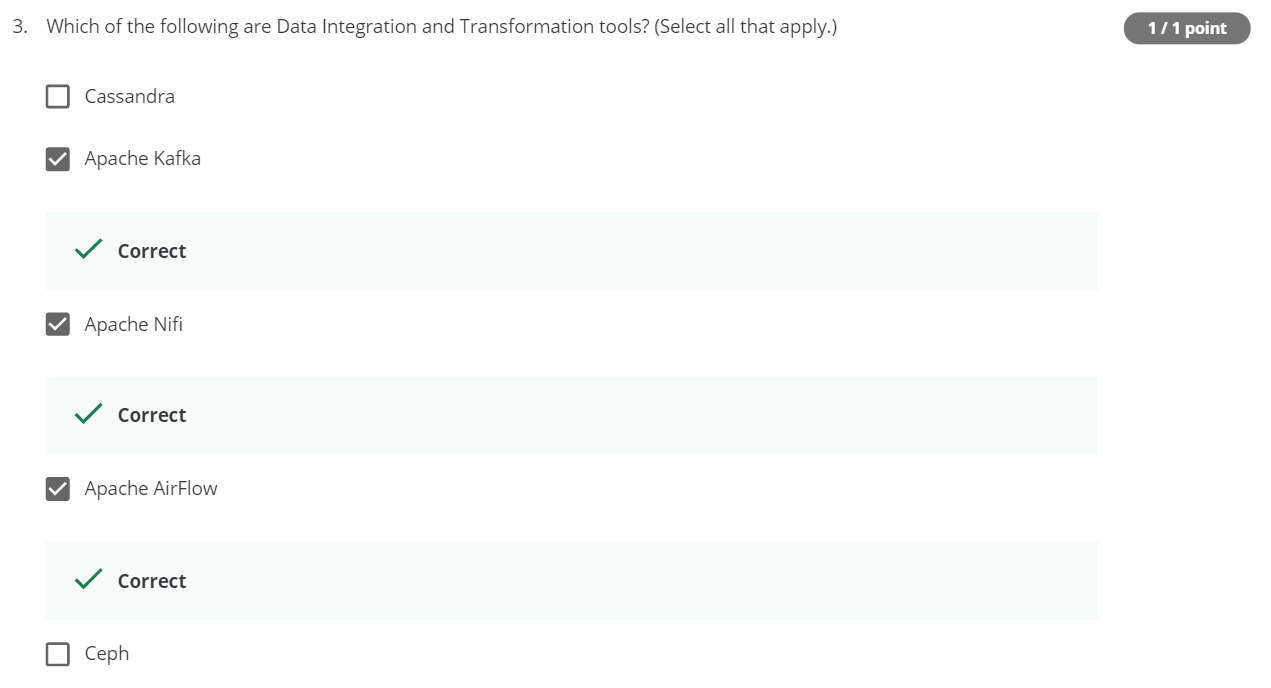 3. Which of the following are Data Integration and Transformation tools? (Select all that apply.)
1 / 1 point
Cassandra
Apache Kafka
Correct
Apache Nifi
Correct
Apache AirFlow
Correct
Ceph